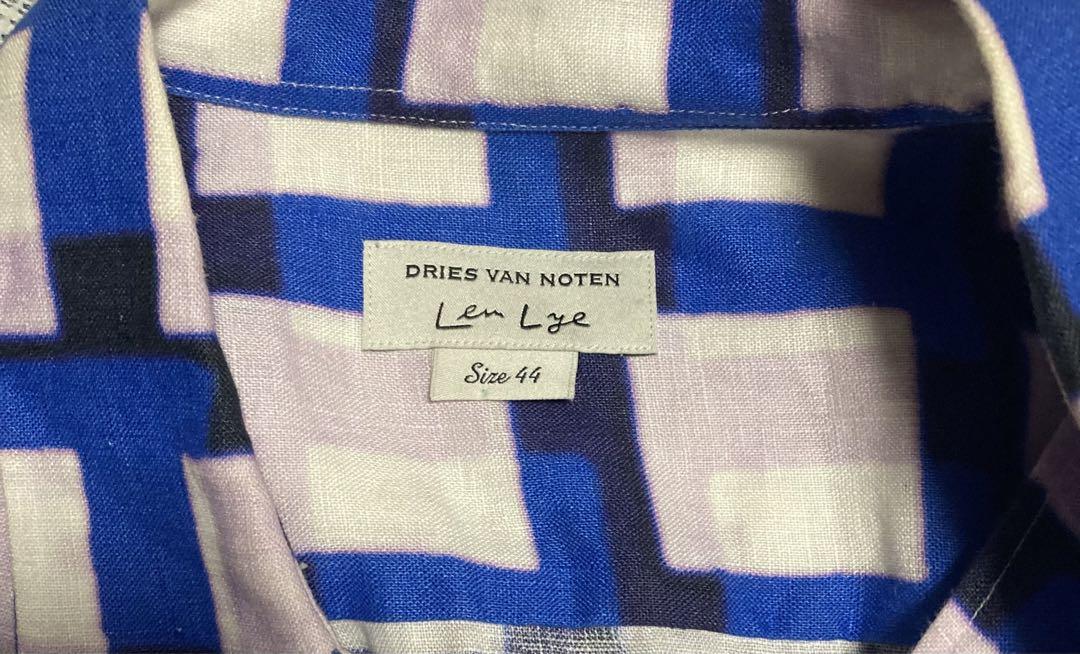 DRIES VAN NOTEN
Len Lye
Size 44